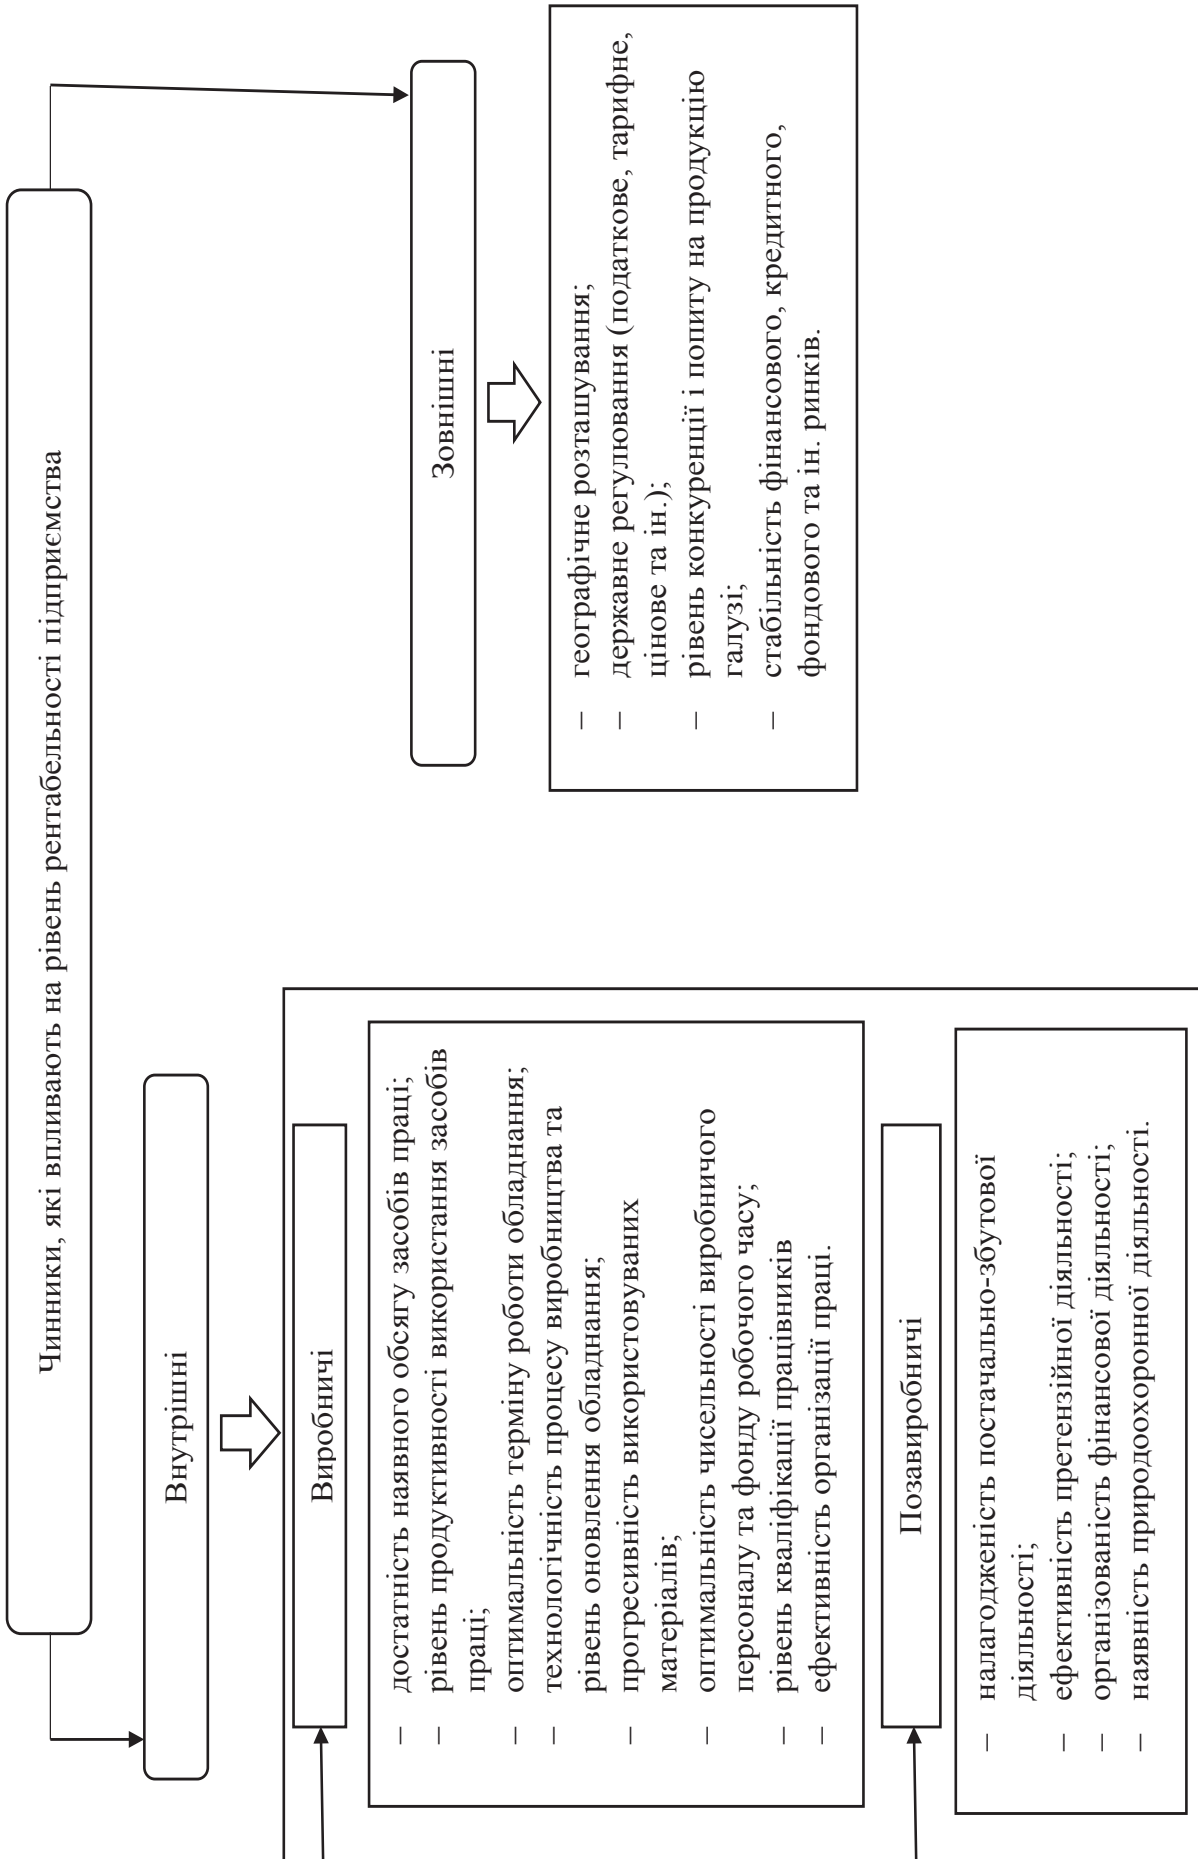 Чинники, які впливають на рівень рентабельності підприємства
Внутрішні
Виробничі
– достатність наявного обсягу засобів праці;
– рівень продуктивності використання засобів
праці;
– оптимальність терміну роботи обладнання;
– технологічність процесу виробництва та
рівень оновлення обладнання;
– прогресивність використовуваних
матеріалів;
– оптимальність чисельності виробничого
персоналу та фонду робочого часу;
– рівень кваліфікації працівників
– ефективність організації праці.
Позавиробничі
– налагодженість постачально-збутової
діяльності;
– ефективність претензійної діяльності;
– організованість фінансової діяльності;
– наявність природоохоронної діяльності.
Зовнішні
– географічне розташування;
– державне регулювання (податкове, тарифне,
цінове та ін.);
– рівень конкуренції і попиту на продукцію
галузі;
– стабільність фінансового, кредитного,
фондового та ін. ринків.